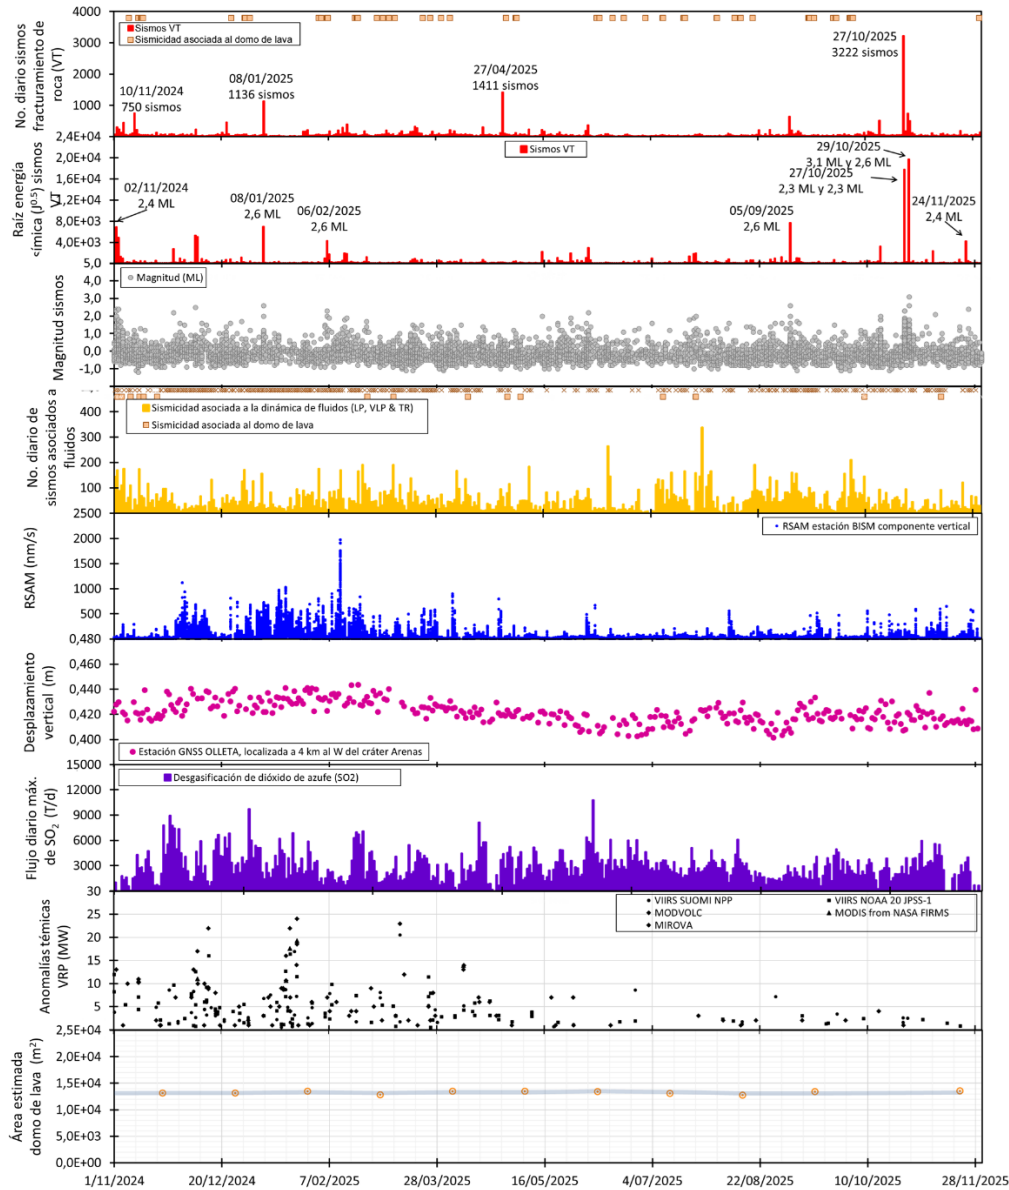 4000
3000
2000
1000
No. diario sismos
fracturamiento de
roca (VT)
Sismos VT
Sismicidad asociada al domo de lava
10/11/2024
750 sismos
08/01/2025
1136 sismos
27/04/2025
1411 sismos
27/10/2025
3222 sismos
2,4E+04
2,0E+04
1,6E+04
1,2E+04
8,0E+03
4,0E+03
Raíz energía
símica (J0.5) sismos
VT
Sismos VT
02/11/2024
2,4 ML
08/01/2025
2,6 ML
06/02/2025
2,6 ML
05/09/2025
2,6 ML
29/10/2025
3,1 ML y 2,6 ML
27/10/2025
2,3 ML y 2,3 ML
24/11/2025
2,4 ML
5,0
4,0
3,0
2,0
1,0
0,0
-1,0
Magnitud sismos
Magnitud (ML)
400
300
200
100
No. diario de
sismos asociados a
fluidos
Sismicidad asociada a la dinámica de fluidos (LP, VLP & TR)
Sismicidad asociada al domo de lava
2500
2000
1500
1000
500
RSAM (nm/s)
RSAM estación BISM componente vertical
0,480
0,460
0,440
0,420
0,400
Desplazamiento
vertical (m)
Estación GNSS OLLETA, localizada a 4 km al W del cráter Arenas
15000
12000
9000
6000
3000
Flujo diario máx.
de SO2 (T/d)
Desgasificación de dióxido de azufe (SO2)
30
25
20
15
10
5
Anomalías témicas
VRP (MW)
VIIRS SUOMI NPP
VIIRS NOAA 20 JPSS-1
MODVOLC
MODIS from NASA FIRMS
MIROVA
2,5E+04
2,0E+04
1,5E+04
1,0E+04
5,0E+03
0,0E+00
Área estimada
domo de lava (m2)
1/11/2024
20/12/2024
7/02/2025
28/03/2025
16/05/2025
4/07/2025
22/08/2025
10/10/2025
28/11/2025